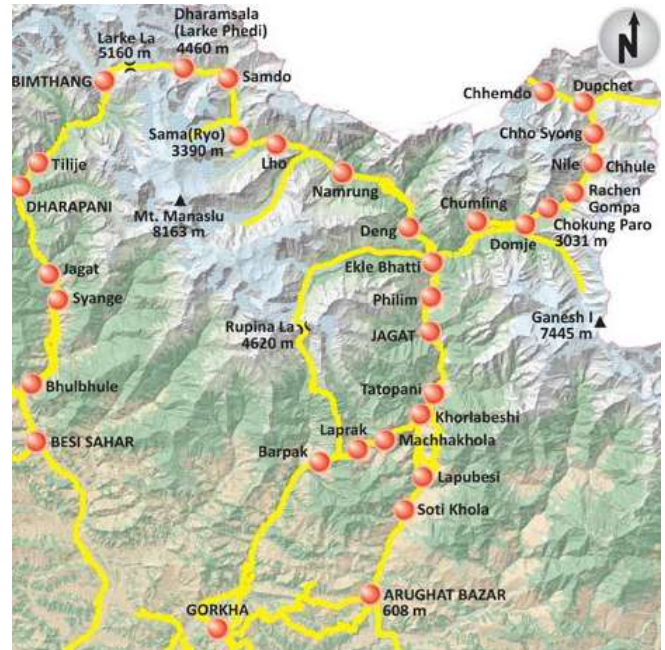 Dharamsala
(Larke Phedi)
4460 m
Larke La
5160 m
N
BIMTHANG
Samdo
Chhemdo
Dupchet
Sama(Ryo)
3390 m
Lho
Chho Syong
Tilije
Nile
Chhule
Namrung
DHARAPANI
Mt. Manaslu
8163 m
Chumling
Rachen
Gompa
Deng
Chokung Paro
3031 m
Domje
Jagat
Ekle Bhatti
Syange
Philim
Ganesh I
7445 m
Rupina La
4620 m
JAGAT
Bhulbhule
Tatopani
Khorlabeshi
BESI SAHAR
Laprak
Machhakhola
Barpak
Lapubesi
Soti Khola
GORKHA
ARUGHAT BAZAR
608 m